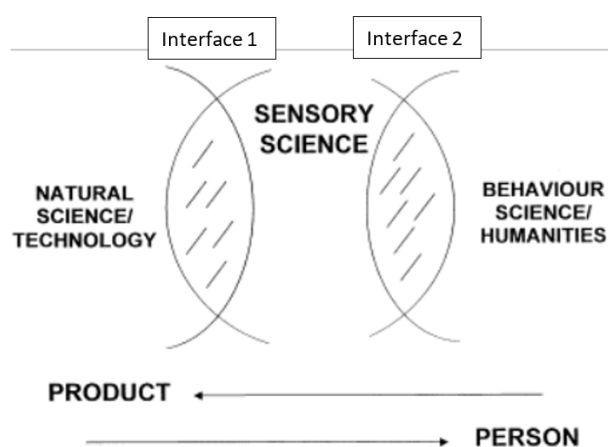 Interface 1
Interface 2
SENSORY
SCIENCE
NATURAL
SCIENCE/
TECHNOLOGY
BEHAVIOUR
SCIENCE/
HUMANITIES
PRODUCT
PERSON